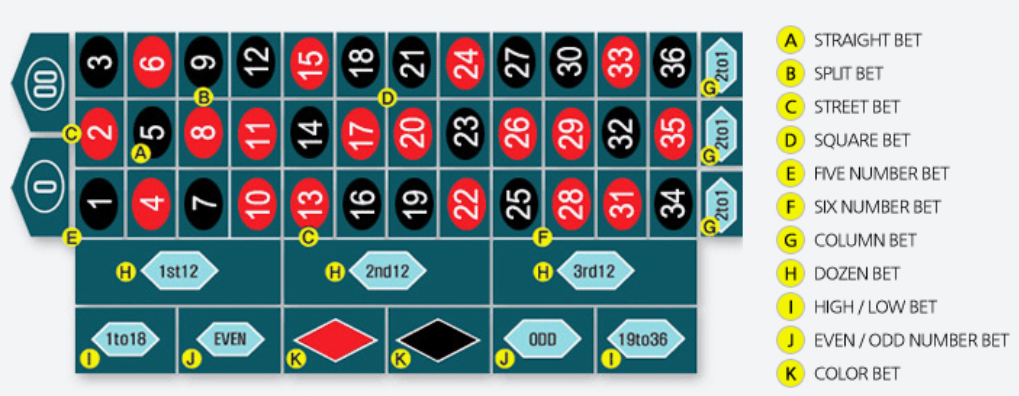 00 3 6 9 12 15 18 21 24 27 30 33 36 2to1 G
B D
C 2 5 8 11 14 17 20 23 26 29 32 35 2to1 G
A
0 1 4 7 10 13 16 19 22 25 28 31 34 2to1 G
E C F
H 1st12 H 2nd12 H 3rd12
1to18 EVEN ODD 19to36
I J K K J I
A STRAIGHT BET
B SPLIT BET
C STREET BET
D SQUARE BET
E FIVE NUMBER BET
F SIX NUMBER BET
G COLUMN BET
H DOZEN BET
I HIGH / LOW BET
J EVEN / ODD NUMBER BET
K COLOR BET